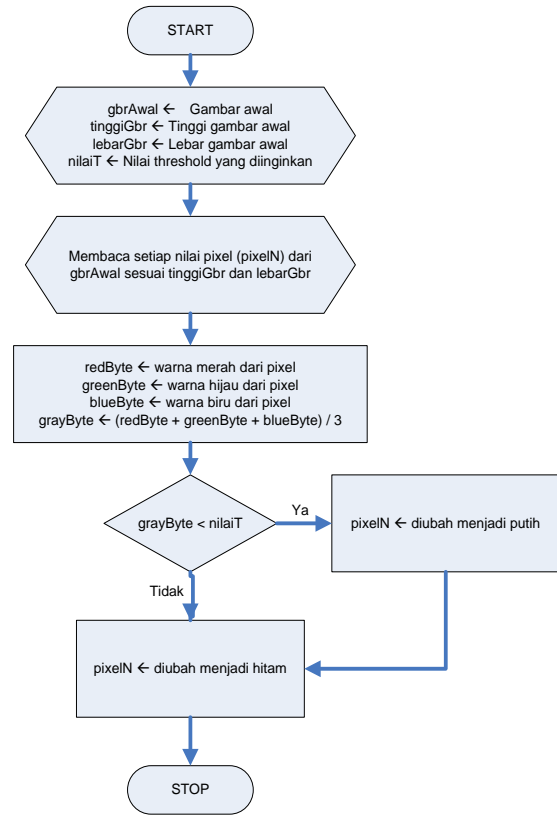 START
gbrAwal ← Gambar awal
tinggiGbr ← Tinggi gambar awal
lebarGbr ← Lebar gambar awal
nilaiT ← Nilai threshold yang diinginkan
Membaca setiap nilai pixel (pixelN) dari
gbrAwal sesuai tinggiGbr dan lebarGbr
redByte ← warna merah dari pixel
greenByte ← warna hijau dari pixel
blueByte ← warna biru dari pixel
grayByte ← (redByte + greenByte + blueByte) / 3
grayByte < nilaiT
Ya
pixelN ← diubah menjadi putih
Tidak
pixelN ← diubah menjadi hitam
STOP